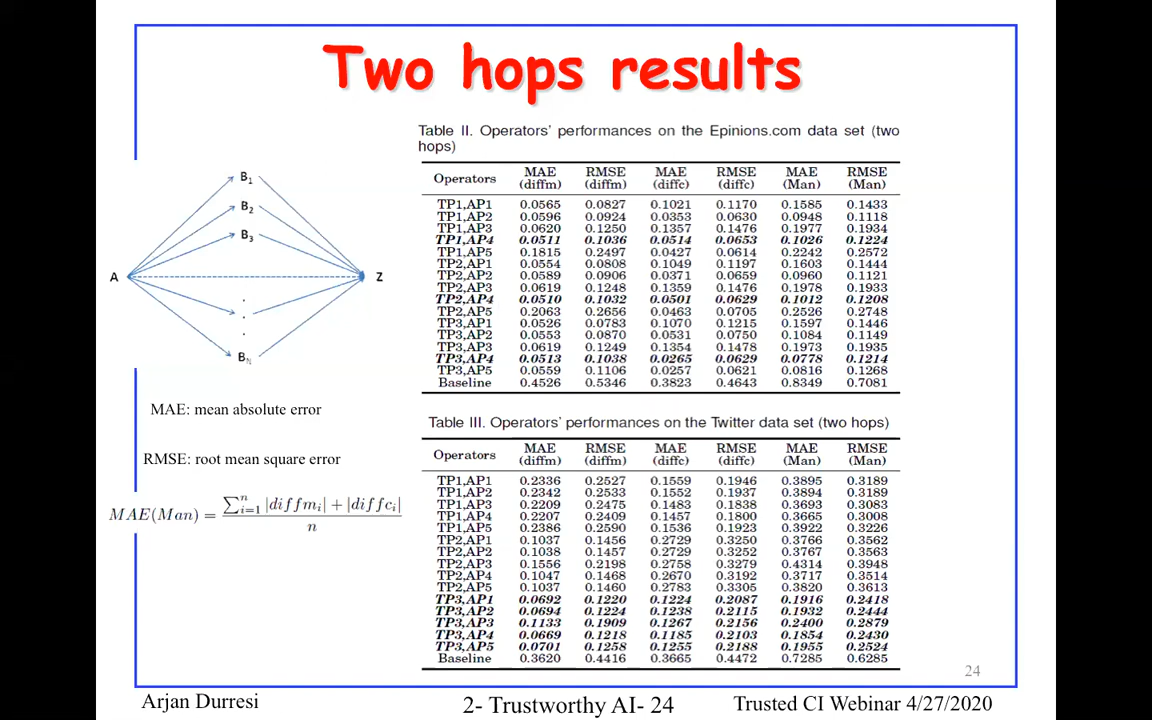 Two hops results
Table II. Operators' performances on the Epinions.com data set (two
hops)
Operators MAE (diffm) RMSE (diffm) MAE (diffc) RMSE (diffc) MAE (Man) RMSE (Man)
TP1,AP1 0.0565 0.0827 0.1021 0.1170 0.1585 0.1433
TP1,AP2 0.0596 0.0924 0.0353 0.0630 0.0948 0.1118
TP1,AP3 0.0620 0.1250 0.1357 0.1476 0.1977 0.1934
TP1,AP4 0.0511 0.1036 0.0514 0.0653 0.1026 0.1224
TP1,AP5 0.1815 0.2497 0.0427 0.0614 0.2242 0.2572
TP2,AP1 0.0554 0.0808 0.1049 0.1197 0.1603 0.1444
TP2,AP2 0.0589 0.0906 0.0371 0.0659 0.0960 0.1121
TP2,AP3 0.0619 0.1248 0.1359 0.1476 0.1978 0.1933
TP2,AP4 0.0510 0.1032 0.0501 0.0629 0.1012 0.1208
TP2,AP5 0.2063 0.2656 0.0463 0.0705 0.2526 0.2748
TP3,AP1 0.0526 0.0783 0.1070 0.1215 0.1597 0.1446
TP3,AP2 0.0553 0.0870 0.0531 0.0750 0.1084 0.1149
TP3,AP3 0.0619 0.1249 0.1354 0.1478 0.1973 0.1935
TP3,AP4 0.0513 0.1038 0.0265 0.0629 0.0778 0.1214
TP3,AP5 0.0559 0.1106 0.0257 0.0621 0.0816 0.1268
Baseline 0.4526 0.5346 0.3823 0.4643 0.8349 0.7081
B1
B2
B3
A
Z
.
.
.
BN
MAE: mean absolute error
RMSE: root mean square error
MAE(Man) = ∑ⁿᵢ₌₁ |diffmᵢ| + |diffcᵢ| / n
Table III. Operators' performances on the Twitter data set (two hops)
Operators MAE (diffm) RMSE (diffm) MAE (diffc) RMSE (diffc) MAE (Man) RMSE (Man)
TP1,AP1 0.2336 0.2527 0.1559 0.1946 0.3895 0.3189
TP1,AP2 0.2342 0.2533 0.1552 0.1937 0.3894 0.3189
TP1,AP3 0.2209 0.2475 0.1483 0.1838 0.3693 0.3083
TP1,AP4 0.2207 0.2409 0.1457 0.1800 0.3665 0.3008
TP1,AP5 0.2386 0.2590 0.1536 0.1923 0.3922 0.3226
TP2,AP1 0.1037 0.1456 0.2729 0.3250 0.3766 0.3562
TP2,AP2 0.1038 0.1457 0.2729 0.3252 0.3767 0.3563
TP2,AP3 0.1556 0.2198 0.2758 0.3279 0.4314 0.3948
TP2,AP4 0.1047 0.1468 0.2670 0.3192 0.3717 0.3514
TP2,AP5 0.1037 0.1460 0.2783 0.3305 0.3820 0.3613
TP3,AP1 0.0692 0.1220 0.1224 0.2087 0.1916 0.2418
TP3,AP2 0.0694 0.1224 0.1238 0.2115 0.1932 0.2444
TP3,AP3 0.1133 0.1909 0.1267 0.2156 0.2400 0.2879
TP3,AP4 0.0669 0.1218 0.1185 0.2103 0.1854 0.2430
TP3,AP5 0.0701 0.1258 0.1255 0.2188 0.1955 0.2524
Baseline 0.3620 0.4416 0.3665 0.4472 0.7285 0.6285
24
Arjan Durresi
2- Trustworthy AI- 24
Trusted CI Webinar 4/27/2020